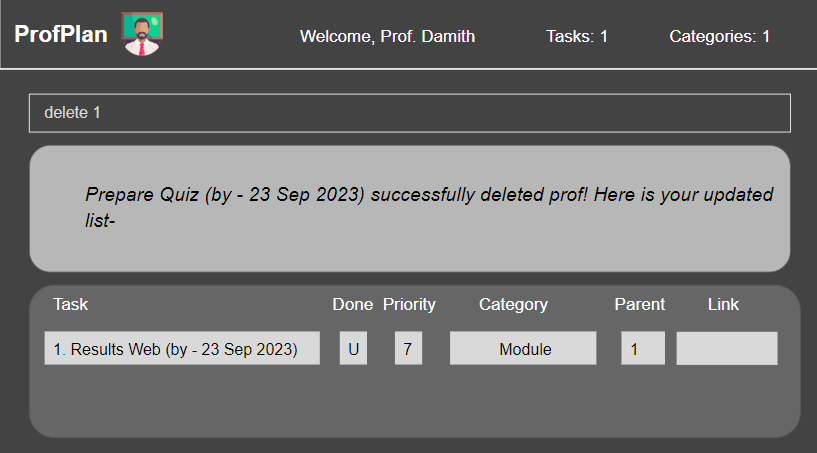 ProfPlan Welcome, Prof. Damith Tasks: 1 Categories: 1
delete 1
Prepare Quiz (by - 23 Sep 2023) successfully deleted prof! Here is your updated
list-
Task Done Priority Category Parent Link
1. Results Web (by - 23 Sep 2023) U 7 Module 1